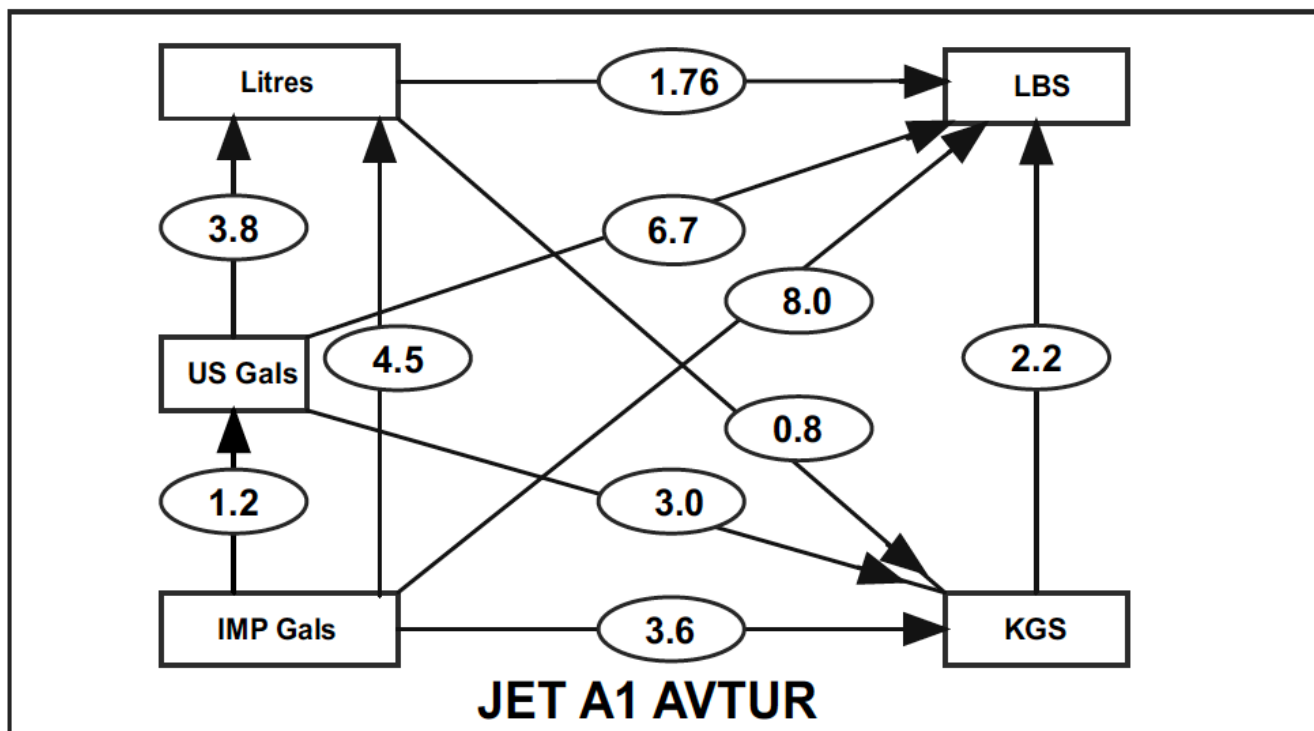 Litres
1.76
LBS
3.8
6.7
8.0
US Gals
4.5
2.2
0.8
1.2
3.0
IMP Gals
3.6
KGS
JET A1 AVTUR